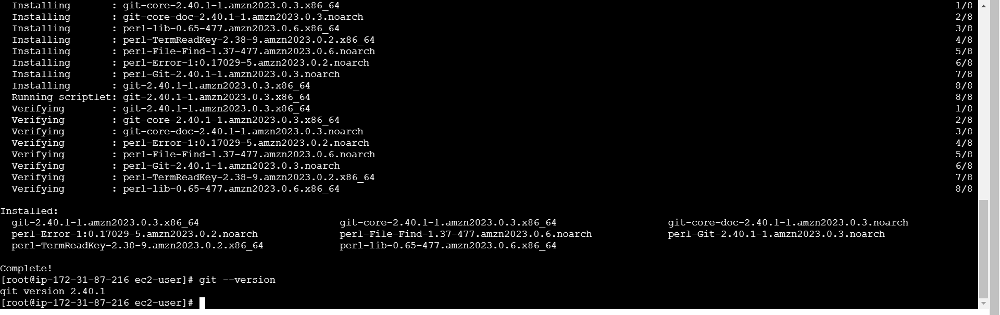 Installing : git-core-2.40.1-1.amzn2023.0.3.x86_64 1/8
Installing : git-core-doc-2.40.1-1.amzn2023.0.3.noarch 2/8
Installing : perl-lib-0.65-477.amzn2023.0.6.x86_64 3/8
Installing : perl-TermReadKey-2.38-9.amzn2023.0.2.x86_64 4/8
Installing : perl-File-Find-1.37-477.amzn2023.0.6.noarch 5/8
Installing : perl-Error-1:0.17029-5.amzn2023.0.2.noarch 6/8
Installing : perl-Git-2.40.1-1.amzn2023.0.3.noarch 7/8
Installing : git-2.40.1-1.amzn2023.0.3.x86_64 8/8
Running scriptlet: git-2.40.1-1.amzn2023.0.3.x86_64 8/8
Verifying : git-2.40.1-1.amzn2023.0.3.x86_64 1/8
Verifying : git-core-2.40.1-1.amzn2023.0.3.x86_64 2/8
Verifying : git-core-doc-2.40.1-1.amzn2023.0.3.noarch 3/8
Verifying : perl-Error-1:0.17029-5.amzn2023.0.2.noarch 4/8
Verifying : perl-File-Find-1.37-477.amzn2023.0.6.noarch 5/8
Verifying : perl-Git-2.40.1-1.amzn2023.0.3.noarch 6/8
Verifying : perl-TermReadKey-2.38-9.amzn2023.0.2.x86_64 7/8
Verifying : perl-lib-0.65-477.amzn2023.0.6.x86_64 8/8
Installed:
git-2.40.1-1.amzn2023.0.3.x86_64 git-core-2.40.1-1.amzn2023.0.3.x86_64 git-core-doc-2.40.1-1.amzn2023.0.3.noarch
perl-Error-1:0.17029-5.amzn2023.0.2.noarch perl-File-Find-1.37-477.amzn2023.0.6.noarch perl-Git-2.40.1-1.amzn2023.0.3.noarch
perl-TermReadKey-2.38-9.amzn2023.0.2.x86_64 perl-lib-0.65-477.amzn2023.0.6.x86_64
Complete!
[root@ip-172-31-87-216 ec2-user]# git --version
git version 2.40.1
[root@ip-172-31-87-216 ec2-user]#